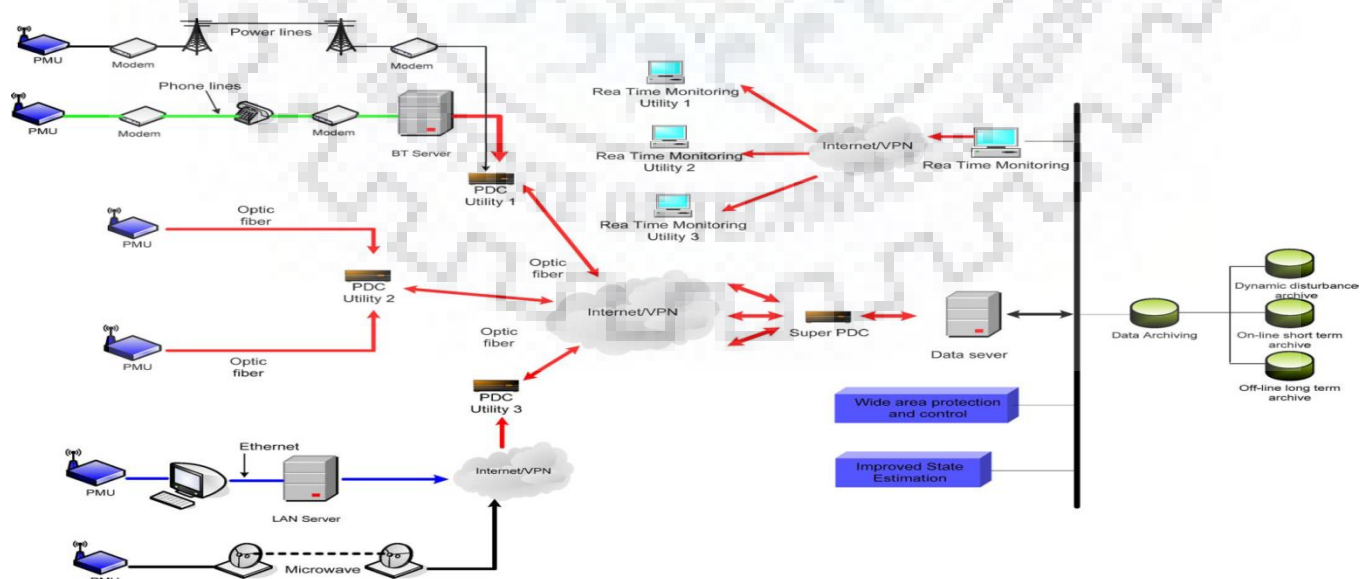 Power lines
PMU
Modem
Modem
Phone lines
PMU
Modem
Modem
BT Server
PDC
Utility 1
Rea Time Monitoring
Utility 1
Rea Time Monitoring
Utility 2
Rea Time Monitoring
Utility 3
Internet/VPN
Rea Time Monitoring
Optic
fiber
PMU
PDC
Utility 2
Optic
fiber
PMU
Optic
fiber
Internet/VPN
Optic
fiber
Super PDC
Data sever
Data Archiving
Dynamic disturbance
archive
On-line short term
archive
Off-line long term
archive
PDC
Utility 3
Wide area protection
and control
Improved State
Estimation
Ethernet
PMU
LAN Server
Internet/VPN
Microwave
PMU